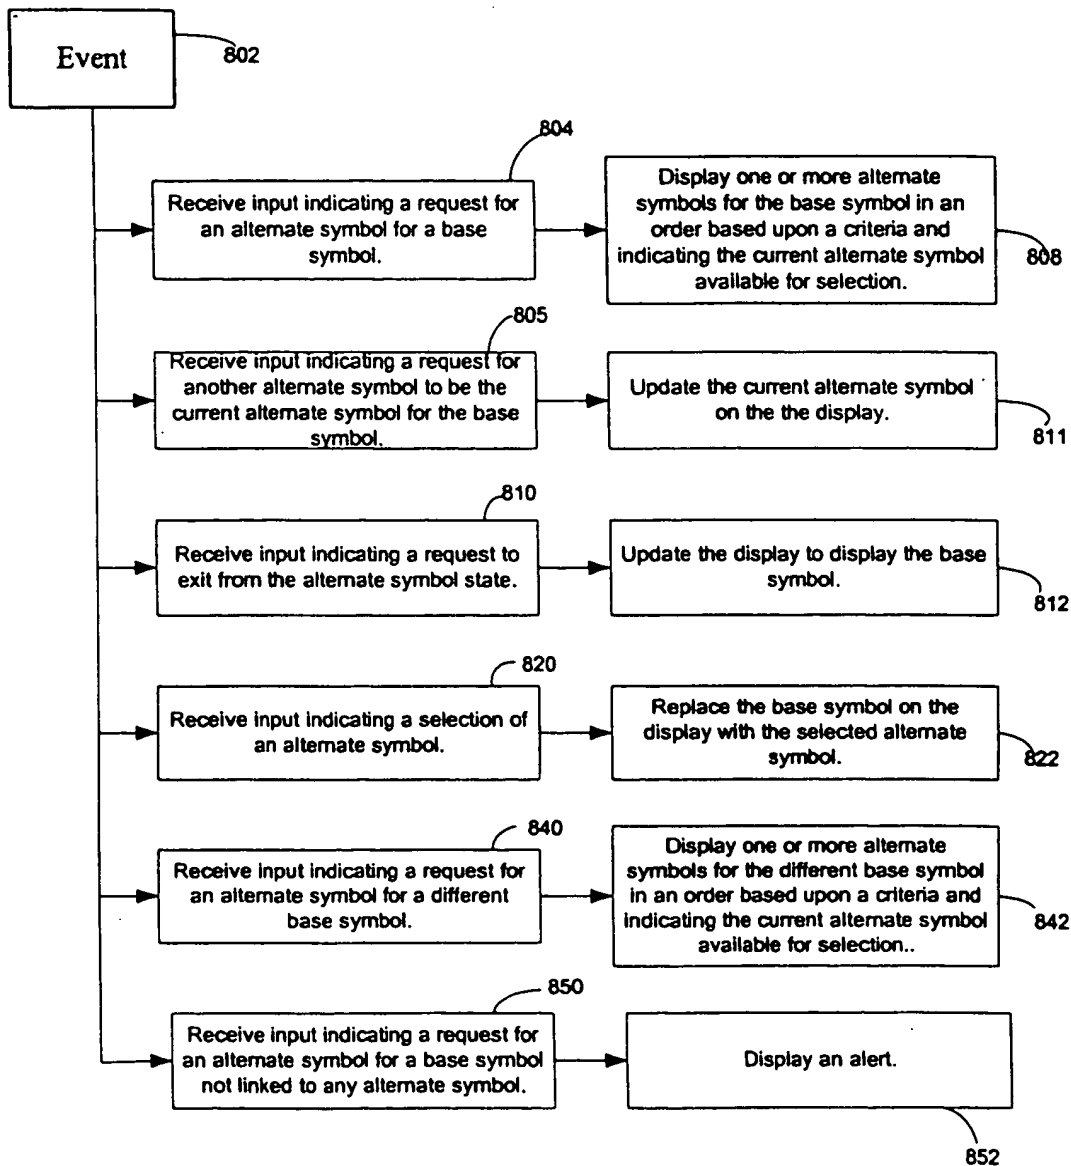 Event
802
804
Receive input indicating a request for
an alternate symbol for a base
symbol.
Display one or more alternate
symbols for the base symbol in an
order based upon a criteria and
indicating the current alternate symbol
available for selection.
808
805
Receive input indicating a request for
another alternate symbol to be the
current alternate symbol for the base
symbol.
Update the current alternate symbol
on the the display.
811
810
Receive input indicating a request to
exit from the alternate symbol state.
Update the display to display the base
symbol.
812
820
Receive input indicating a selection of
an alternate symbol.
Replace the base symbol on the
display with the selected alternate
symbol.
822
840
Receive input indicating a request for
an alternate symbol for a different
base symbol.
Display one or more alternate
symbols for the different base symbol
in an order based upon a criteria and
indicating the current alternate symbol
available for selection..
842
850
Receive input indicating a request for
an alternate symbol for a base symbol
not linked to any alternate symbol.
Display an alert.
852